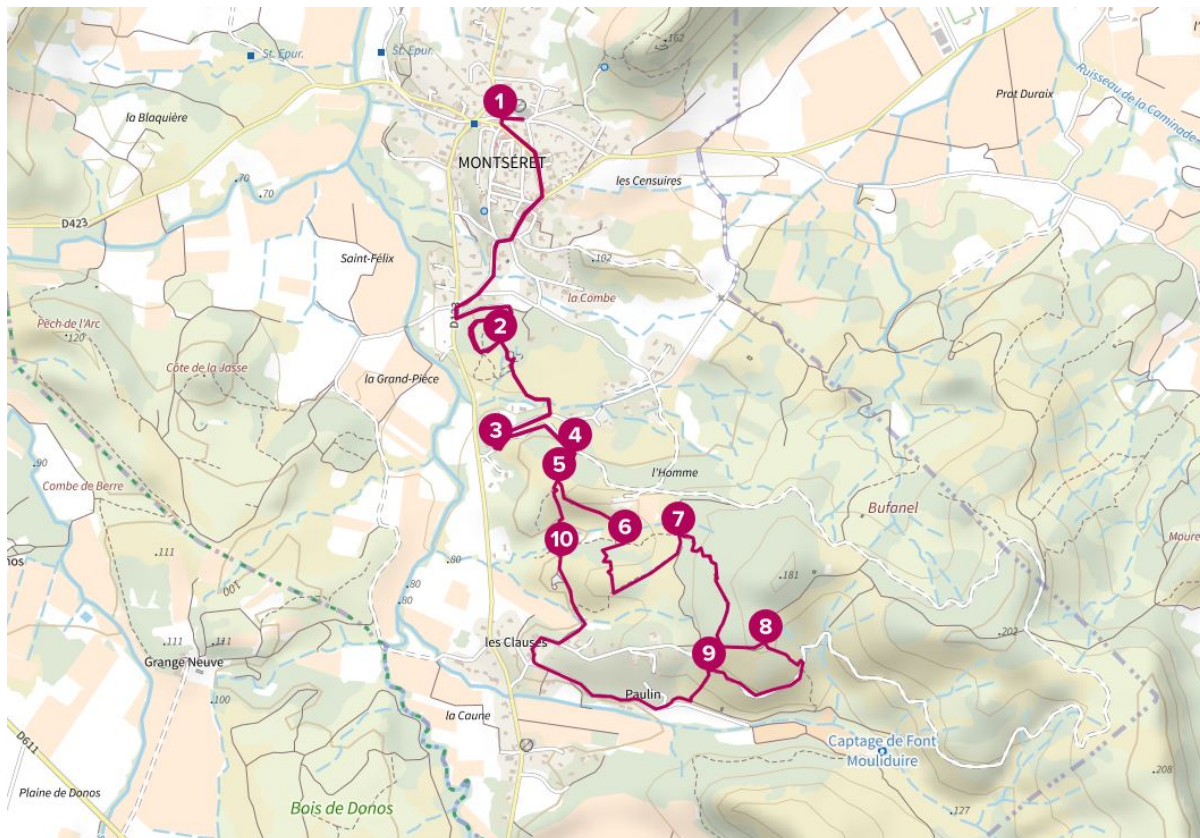 162
St. Epur.
St. Epur.
Ruisseau de la Caminade
Prat Duraix
1
la Blaquière
MONTSÉRET
les Censuires
70
70
D423
Saint-Félix
102
la Combe
Pèch de l'Arc
120
D423
2
Côte de la Jasse
la Grand-Pièce
3
4
90
5
l'Homme
Combe de Berre
Bufanel
6
7
10
111
80
100
181
80
8
202
111
111
les Clauses
9
Grange Neuve
100
Paulin
la Caune
Captage de Font
Mouliduire
D611
208
Plaine de Donos
Bois de Donos
127